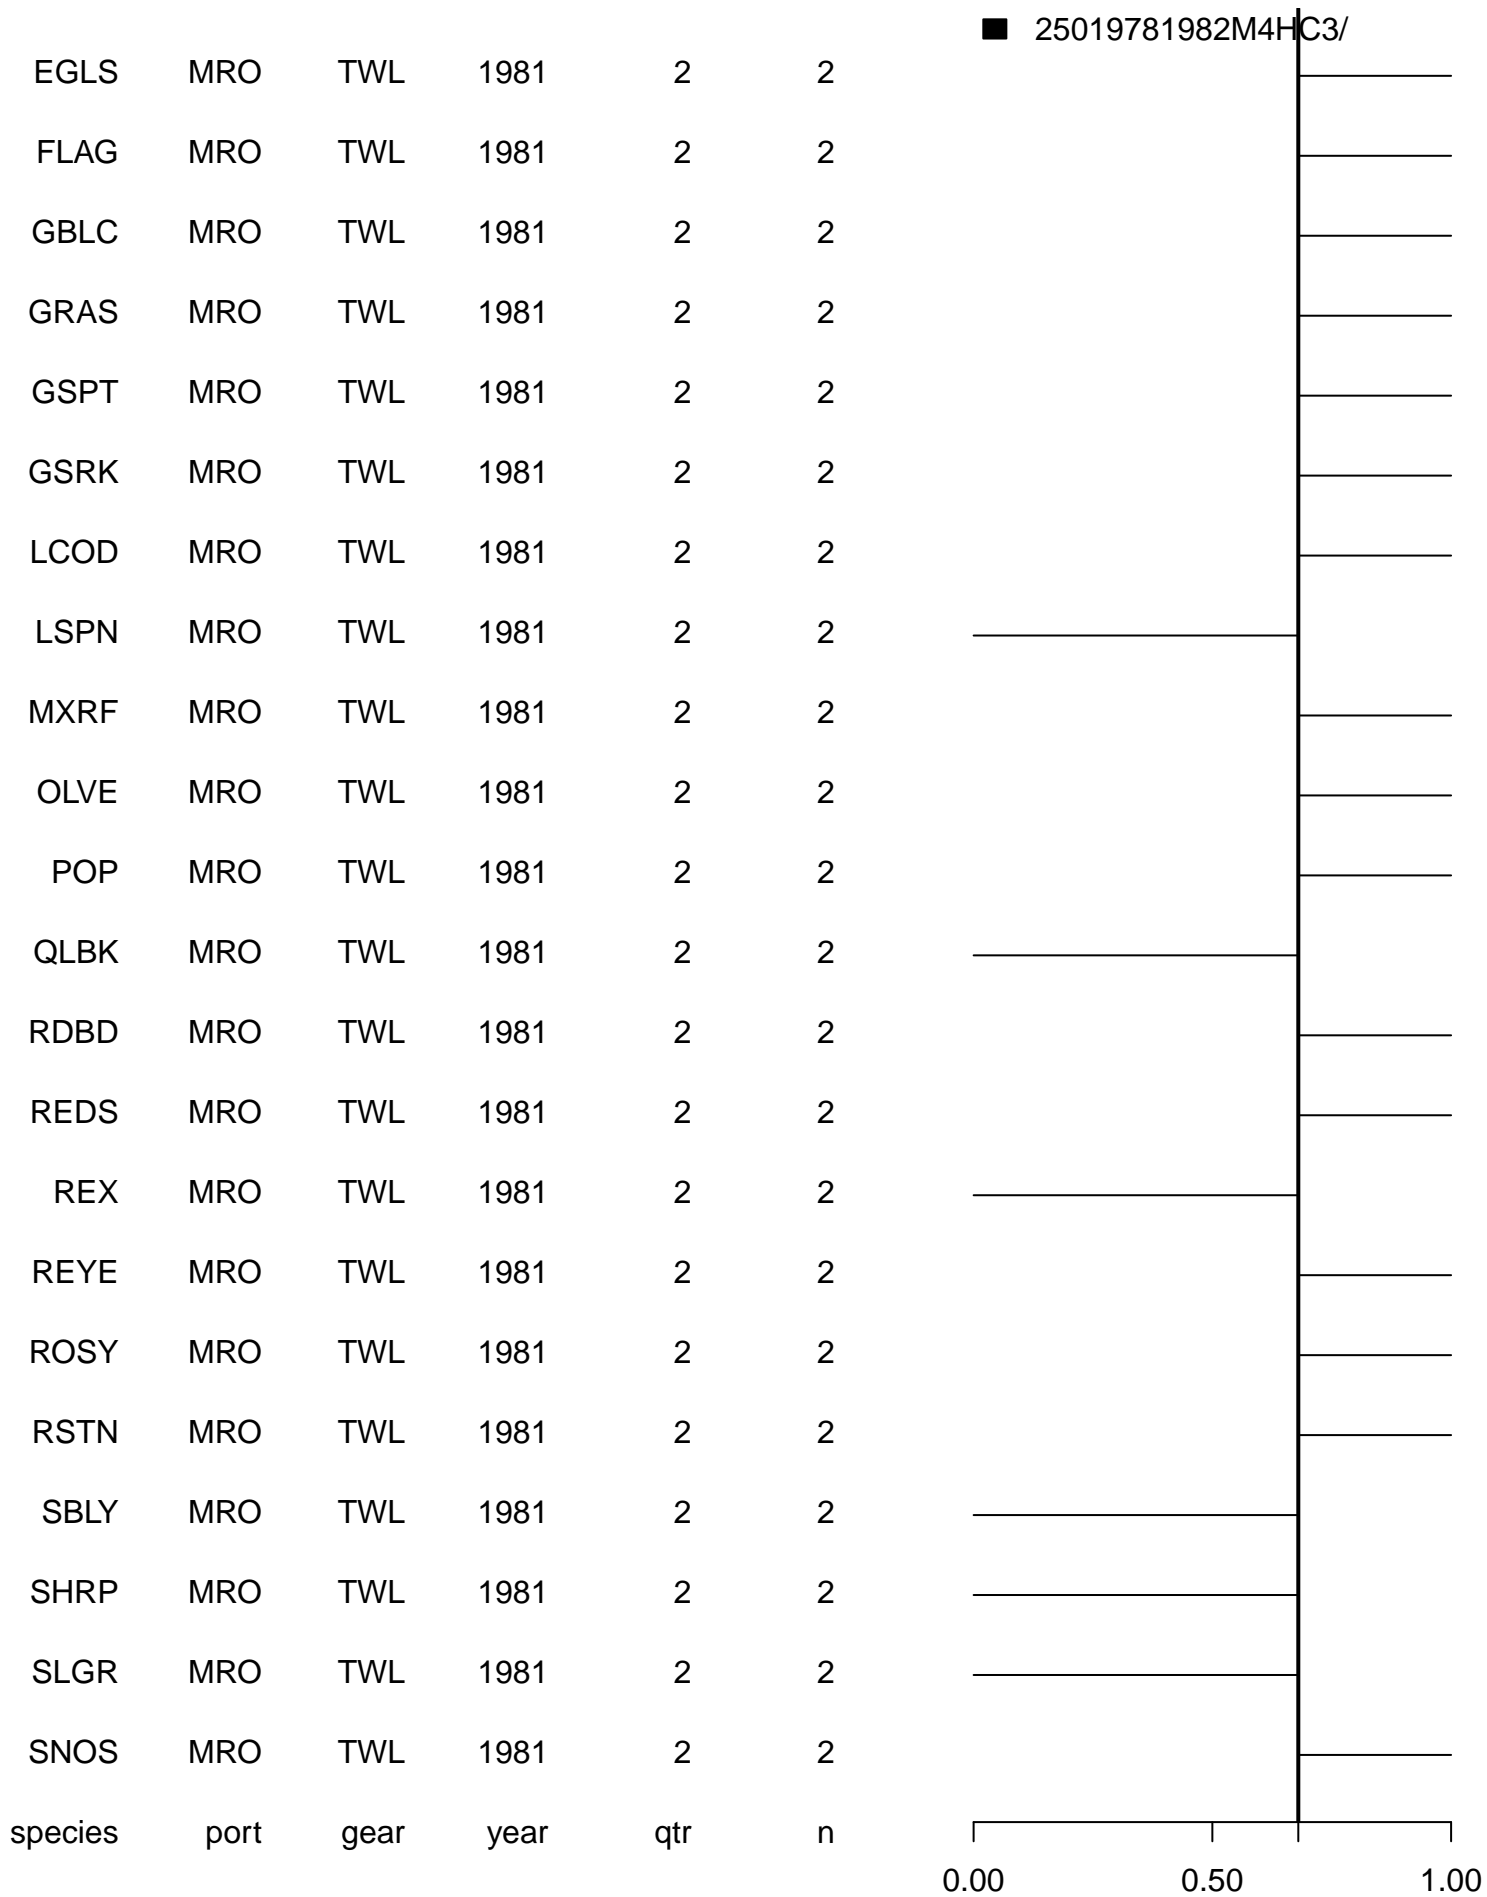 25019781982M4HC3/
EGLS MRO TWL 1981 2 2
FLAG MRO TWL 1981 2 2
GBLC MRO TWL 1981 2 2
GRAS MRO TWL 1981 2 2
GSPT MRO TWL 1981 2 2
GSRK MRO TWL 1981 2 2
LCOD MRO TWL 1981 2 2
LSPN MRO TWL 1981 2 2
MXRF MRO TWL 1981 2 2
OLVE MRO TWL 1981 2 2
POP MRO TWL 1981 2 2
QLBK MRO TWL 1981 2 2
RDBD MRO TWL 1981 2 2
REDS MRO TWL 1981 2 2
REX MRO TWL 1981 2 2
REYE MRO TWL 1981 2 2
ROSY MRO TWL 1981 2 2
RSTN MRO TWL 1981 2 2
SBLY MRO TWL 1981 2 2
SHRP MRO TWL 1981 2 2
SLGR MRO TWL 1981 2 2
SNOS MRO TWL 1981 2 2
species port gear year qtr n
0.00 0.50 1.00